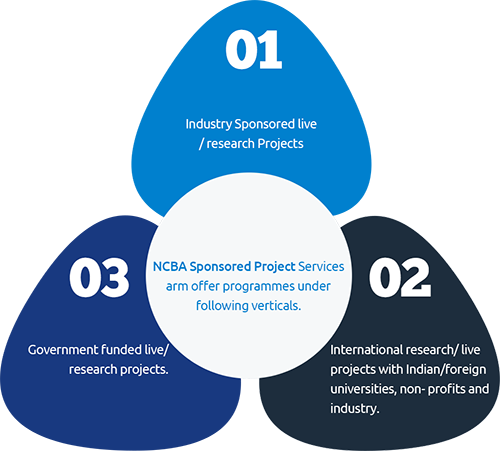 01
Industry Sponsored live
/ research Projects
NCBA Sponsored Project Services
arm offer programmes under
following verticals.
02
International research/ live
projects with Indian/foreign
universities, non- profits and
industry.
03
Government funded live/
research projects.